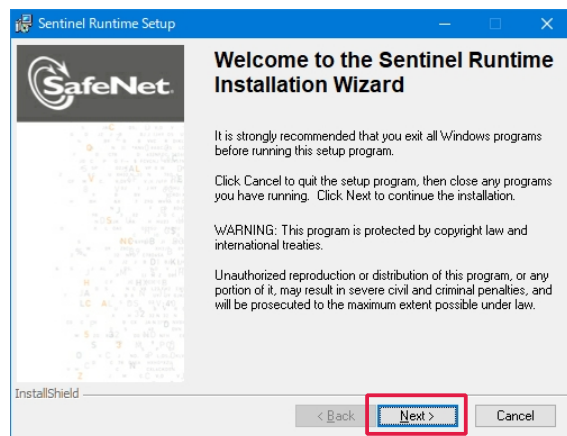 Sentinel Runtime Setup
SafeNet.
Welcome to the Sentinel Runtime
Installation Wizard
It is strongly recommended that you exit all Windows programs
before running this setup program.
Click Cancel to quit the setup program, then close any programs
you have running. Click Next to continue the installation.
WARNING: This program is protected by copyright law and
international treaties.
Unauthorized reproduction or distribution of this program, or any
portion of it, may result in severe civil and criminal penalties, and
will be prosecuted to the maximum extent possible under law.
InstallShield
< Back
Next >
Cancel